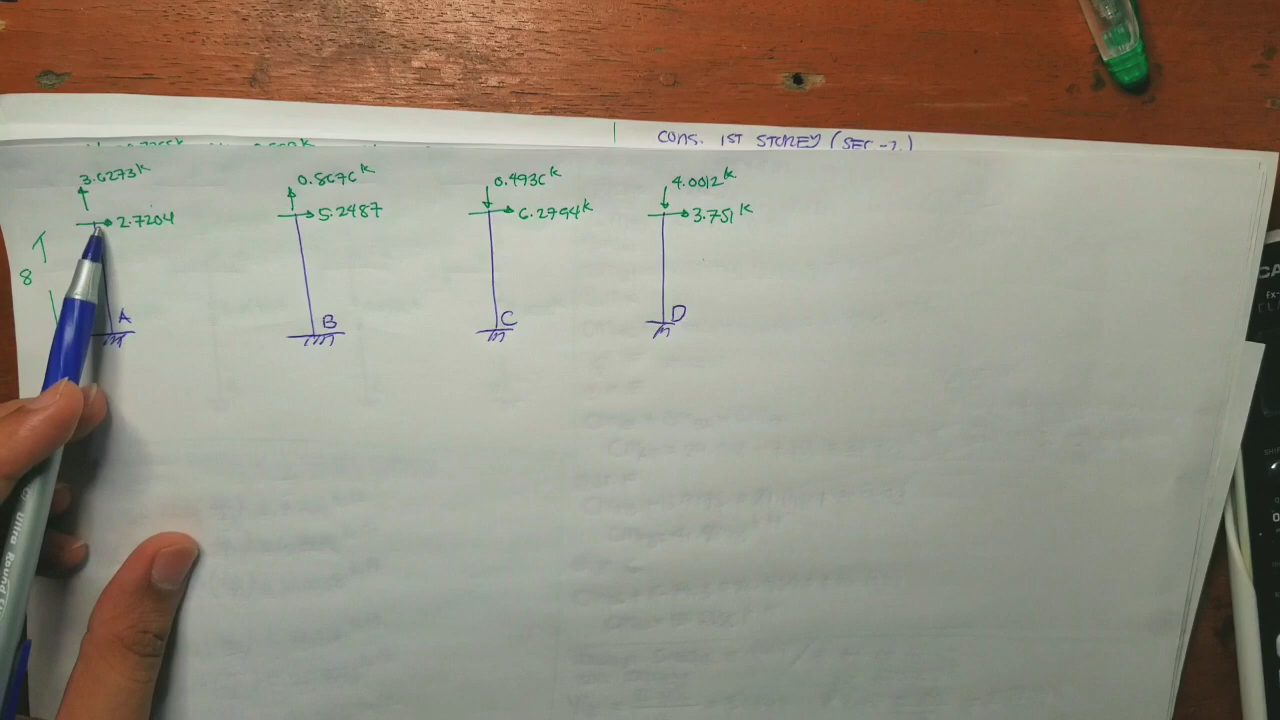 CONS. 1ST STOREY (SEC-2.)
3.6273k
0.8676k
0.4936k
4.0012k
2.7204
5.2487
6.2794k
3.751k
8
A
B
C
D